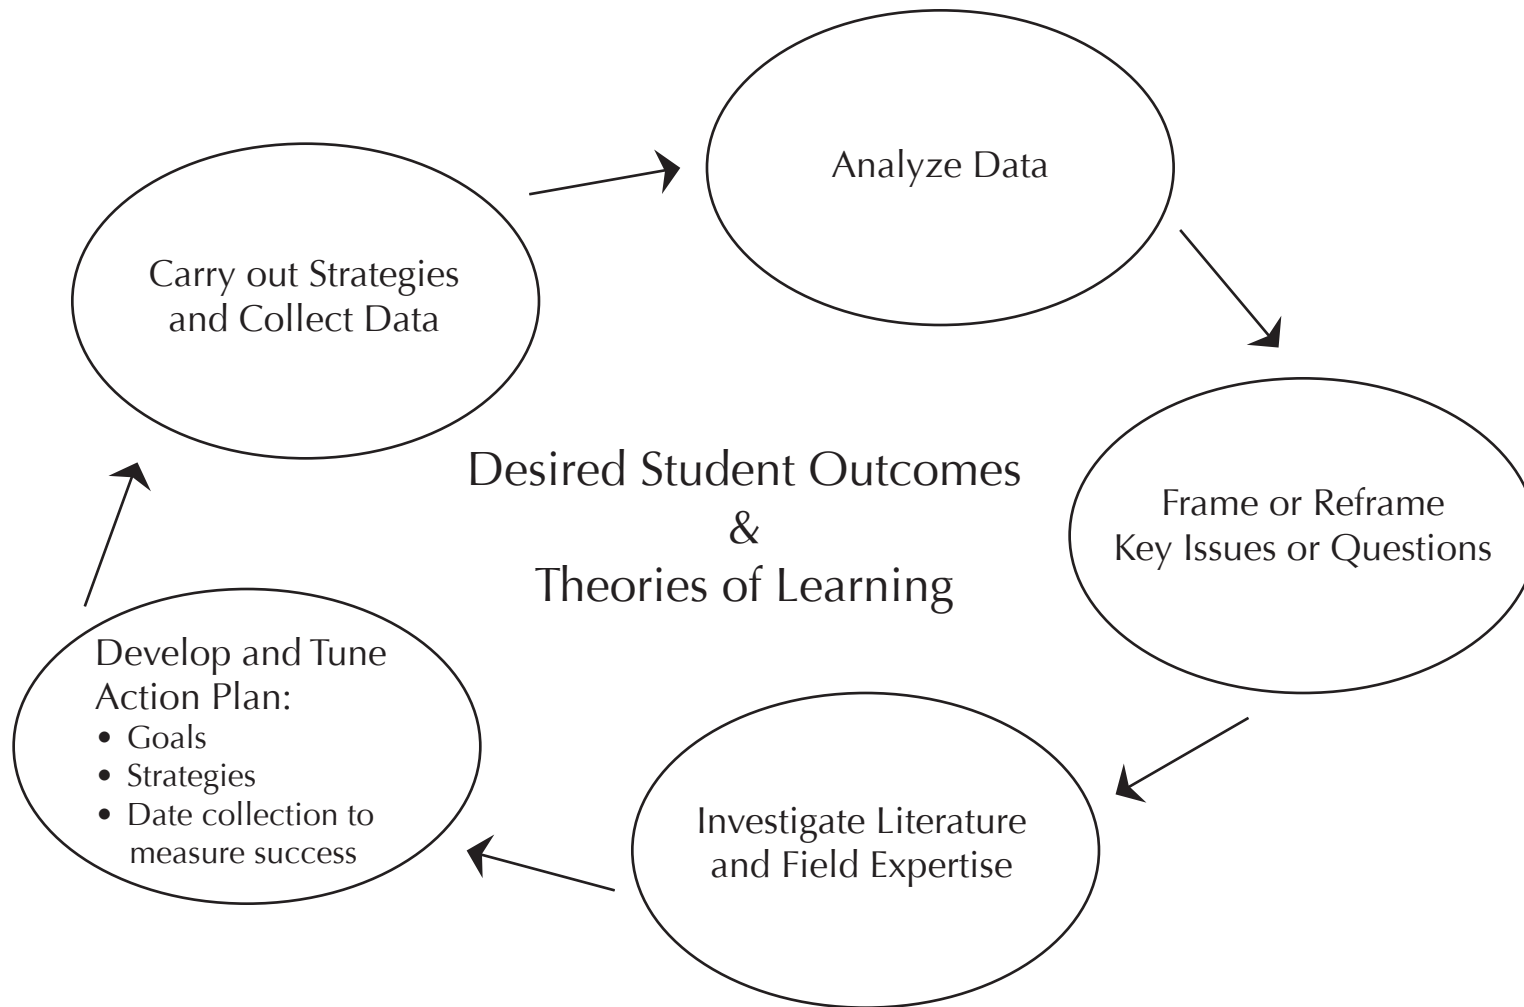 Analyze Data
Carry out Strategies
and Collect Data
Desired Student Outcomes
&
Theories of Learning
Frame or Reframe
Key Issues or Questions
Develop and Tune
Action Plan:
• Goals
• Strategies
• Date collection to
measure success
Investigate Literature
and Field Expertise